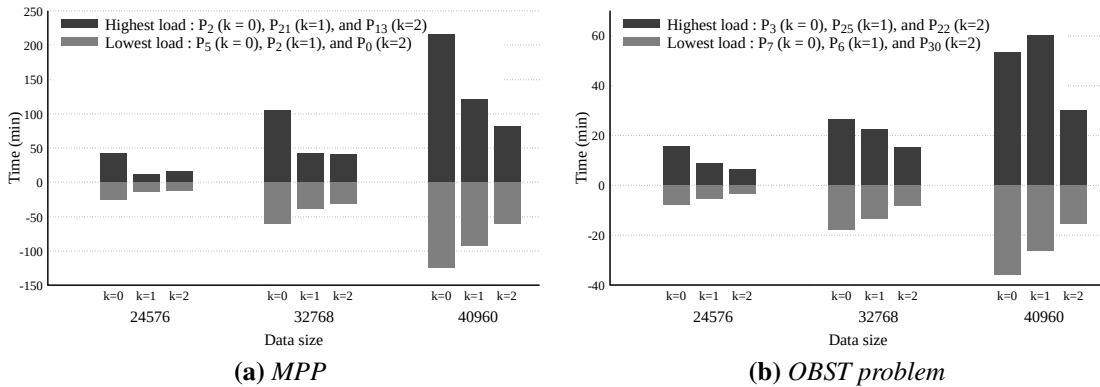 Highest load : P2 (k = 0), P21 (k=1), and P13 (k=2)
Lowest load : P5 (k = 0), P2 (k=1), and P0 (k=2)
Time (min)
250
200
150
100
50
0
-50
-100
-150
k=0 k=1 k=2 k=0 k=1 k=2 k=0 k=1 k=2
24576 32768 40960
Data size
(a) MPP
Highest load : P3 (k = 0), P25 (k=1), and P22 (k=2)
Lowest load : P7 (k = 0), P6 (k=1), and P30 (k=2)
Time (min)
60
40
20
0
-20
-40
k=0 k=1 k=2 k=0 k=1 k=2 k=0 k=1 k=2
24576 32768 40960
Data size
(b) OBST problem